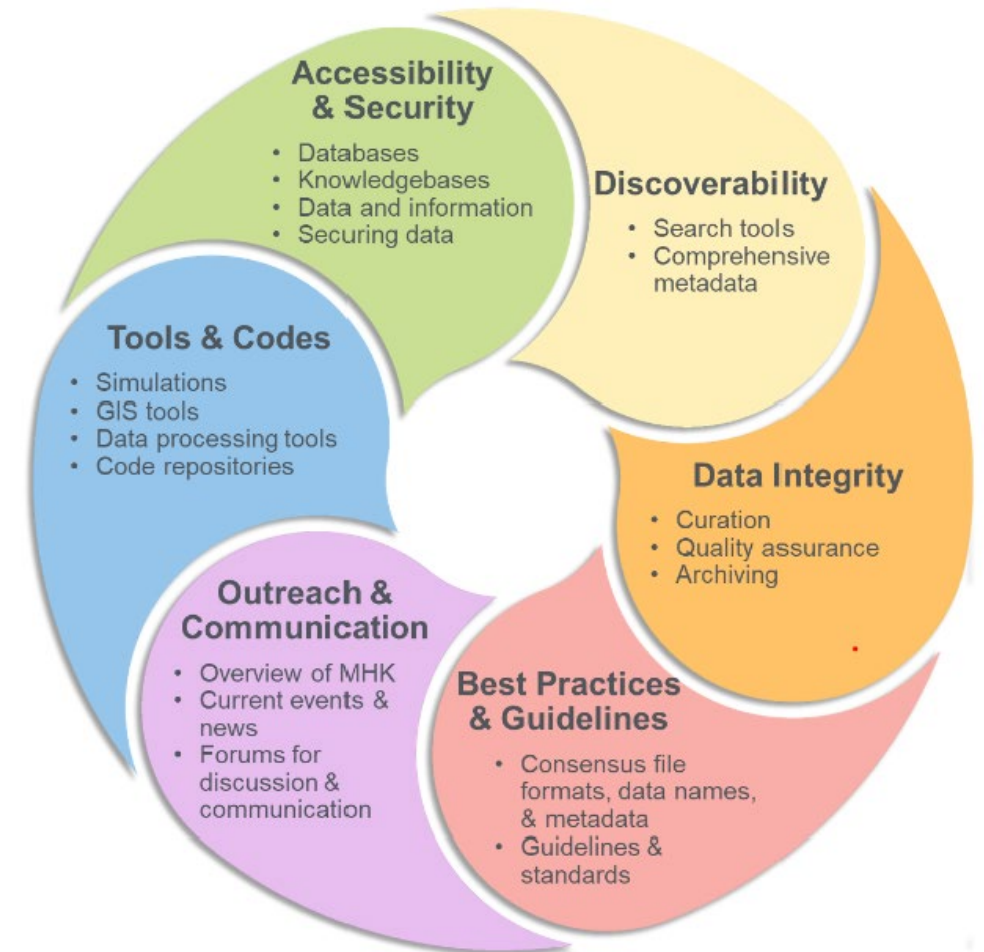 Accessibility
& Security
• Databases
• Knowledgebases
• Data and information
• Securing data
Discoverability
• Search tools
• Comprehensive
metadata
Data Integrity
• Curation
• Quality assurance
• Archiving
Best Practices
& Guidelines
• Consensus file
formats, data names,
& metadata
• Guidelines &
standards
Outreach &
Communication
• Overview of MHK
• Current events &
news
• Forums for
discussion &
communication
Tools & Codes
• Simulations
• GIS tools
• Data processing tools
• Code repositories